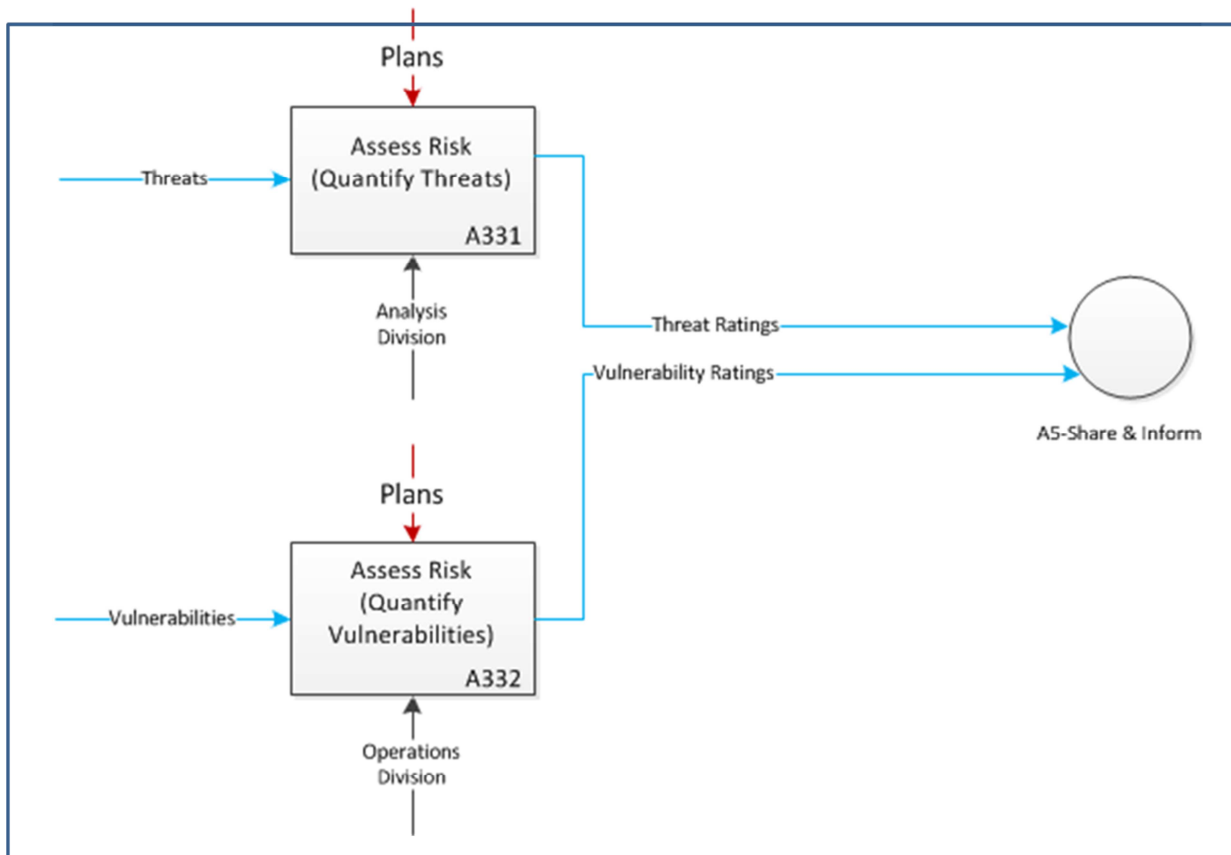 Plans
Assess Risk
(Quantify Threats)
A331
Threats
Analysis
Division
Threat Ratings
Vulnerability Ratings
A5-Share & Inform
Plans
Assess Risk
(Quantify
Vulnerabilities)
A332
Vulnerabilities
Operations
Division